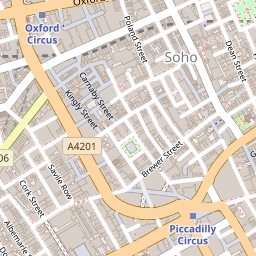 Oxford
Oxford
Circus
Poland Street
Soho
Dean Street
Carnaby Street
Kingly Street
A4201
06
Brewer Street
Savile Row
Cork Street
Albemarle
Piccadilly
Circus